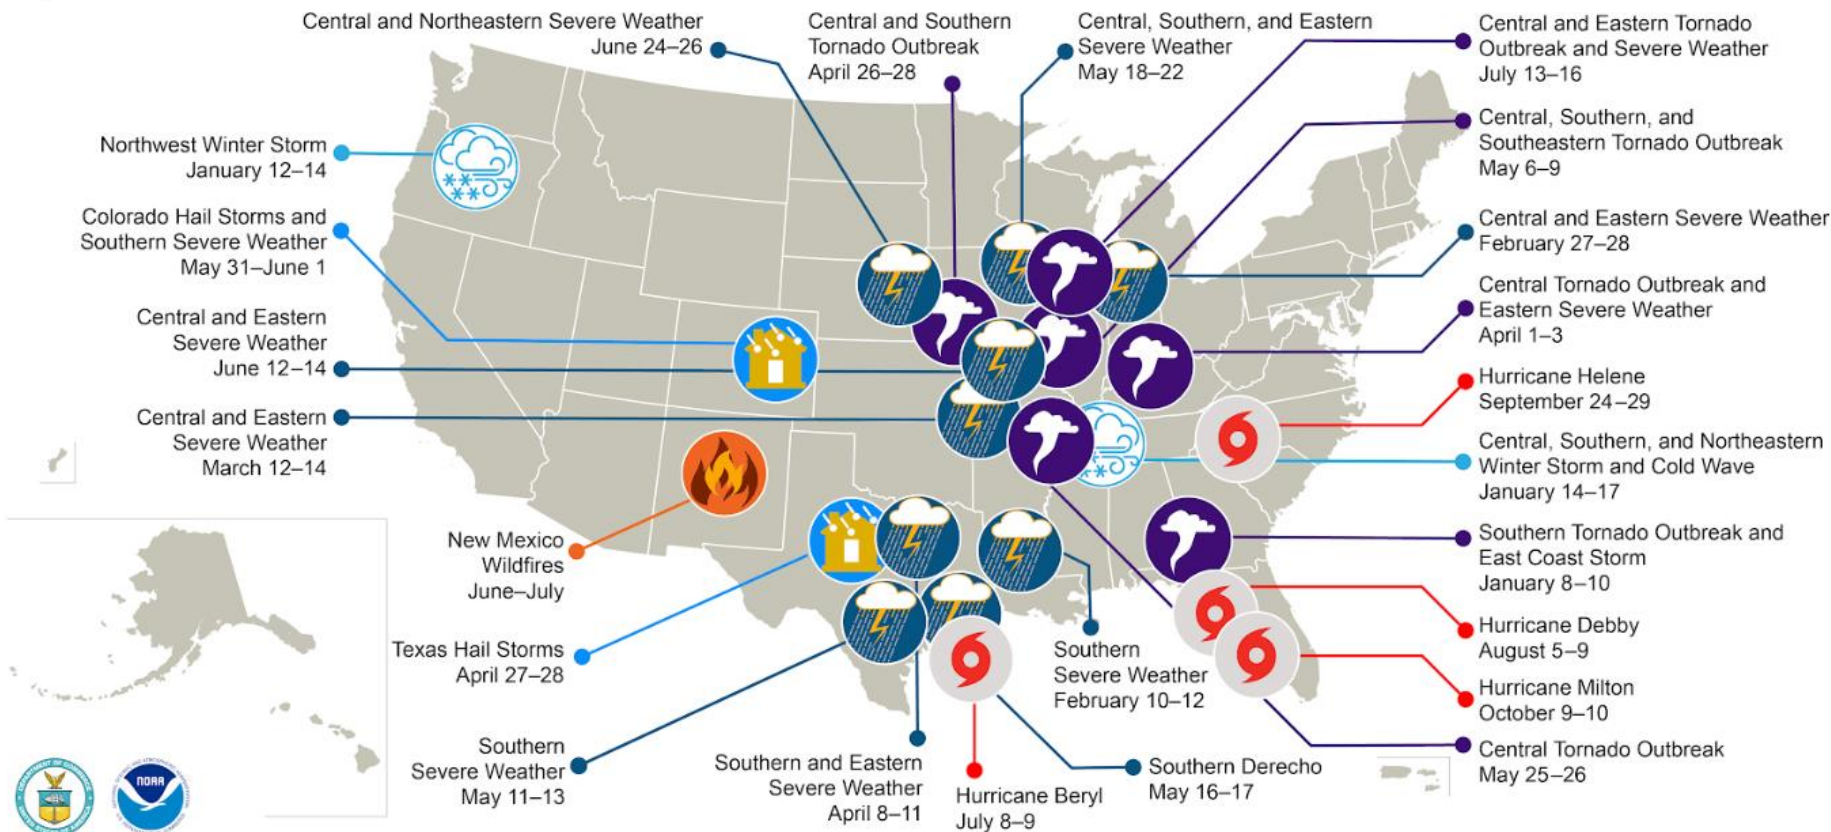 Central and Northeastern Severe Weather
June 24–26
Central and Southern
Tornado Outbreak
April 26–28
Central, Southern, and Eastern
Severe Weather
May 18–22
Central and Eastern Tornado
Outbreak and Severe Weather
July 13–16
Northwest Winter Storm
January 12–14
Central, Southern, and
Southeastern Tornado Outbreak
May 6–9
Colorado Hail Storms and
Southern Severe Weather
May 31–June 1
Central and Eastern Severe Weather
February 27–28
Central and Eastern
Severe Weather
June 12–14
Central Tornado Outbreak and
Eastern Severe Weather
April 1–3
Central and Eastern
Severe Weather
March 12–14
Hurricane Helene
September 24–29
Central, Southern, and Northeastern
Winter Storm and Cold Wave
January 14–17
New Mexico
Wildfires
June–July
Southern Tornado Outbreak and
East Coast Storm
January 8–10
Texas Hail Storms
April 27–28
Southern
Severe Weather
February 10–12
Hurricane Debby
August 5–9
Hurricane Milton
October 9–10
Southern
Severe Weather
May 11–13
Southern and Eastern
Severe Weather
April 8–11
Hurricane Beryl
July 8–9
Southern Derecho
May 16–17
Central Tornado Outbreak
May 25–26
DEPARTMENT OF COMMERCE
UNITED STATES OF AMERICA
NOAA